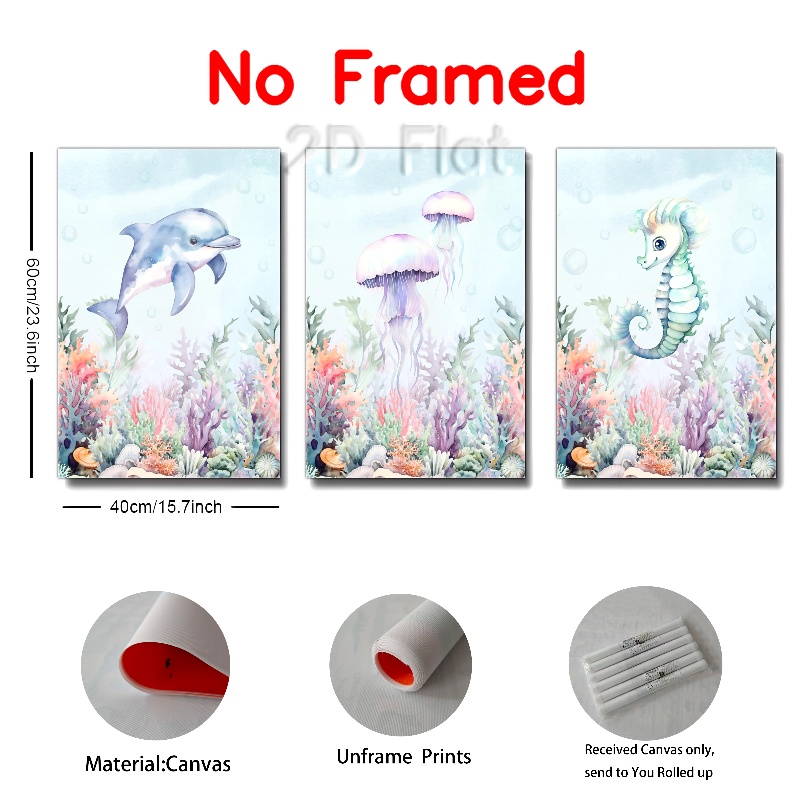 No Framed
2D Flat
60cm/23.6inch
40cm/15.7inch
Material:Canvas
Unframe Prints
Received Canvas only,
send to You Rolled up